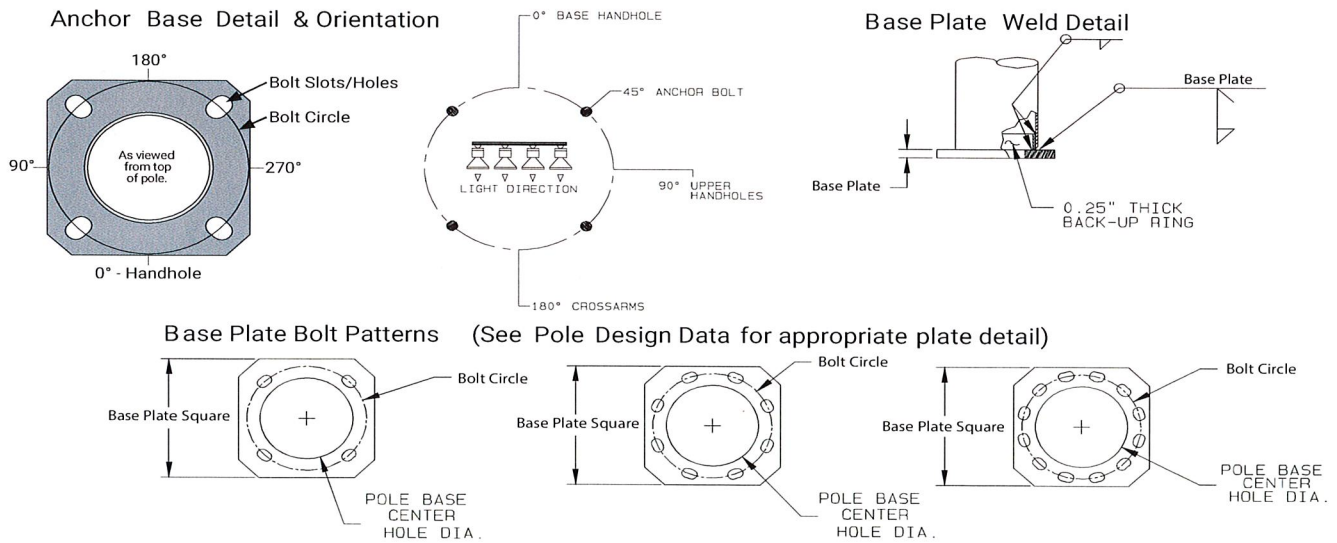 Anchor Base Detail & Orientation
180°
Bolt Slots/Holes
Bolt Circle
90°
As viewed
from top
of pole.
270°
0° - Handhole
0° BASE HANDHOLE
45° ANCHOR BOLT
LIGHT DIRECTION
90° UPPER
HANDHOLES
180° CROSSARMS
Base Plate Weld Detail
Base Plate
Base Plate
0.25" THICK
BACK-UP RING
Base Plate Bolt Patterns (See Pole Design Data for appropriate plate detail)
Bolt Circle
Base Plate Square
POLE BASE
CENTER
HOLE DIA.
Bolt Circle
Base Plate Square
POLE BASE
CENTER
HOLE DIA.
Bolt Circle
Base Plate Square
POLE BASE
CENTER
HOLE DIA.